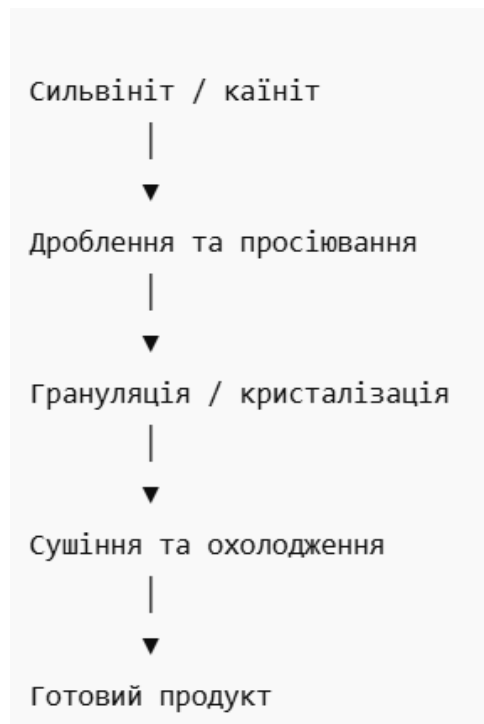 Сильвініт / каїніт
│
▼
Дроблення та просіювання
│
▼
Грануляція / кристалізація
│
▼
Сушіння та охолодження
│
▼
Готовий продукт